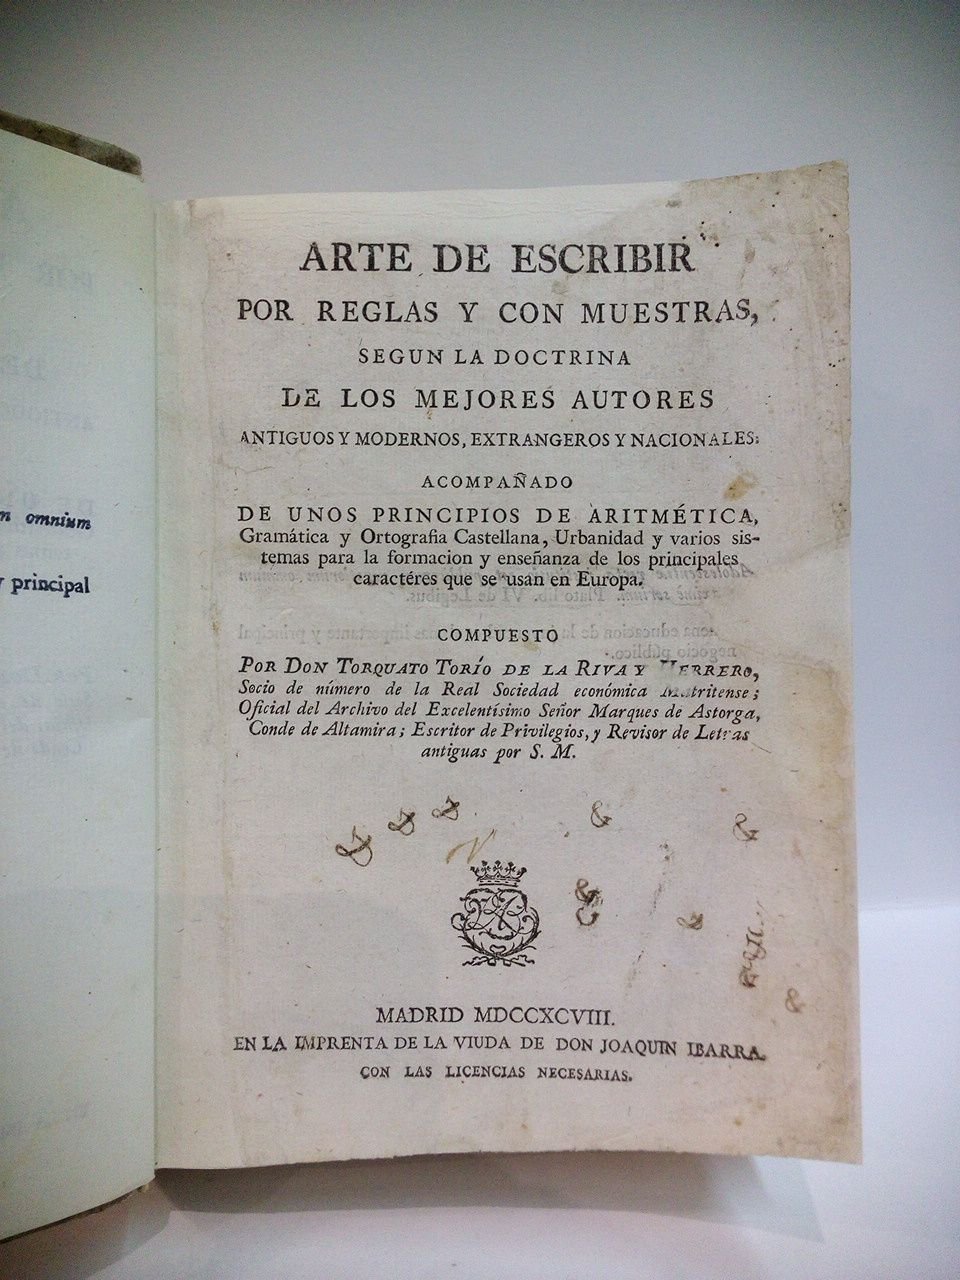 n omnium
y principal
ARTE DE ESCRIBIR
POR REGLAS Y CON MUESTRAS,
SEGUN LA DOCTRINA
DE LOS MEJORES AUTORES
ANTIGUOS Y MODERNOS, EXTRANGEROS Y NACIONALES:
ACOMPAÑADO
DE UNOS PRINCIPIOS DE ARITMÉTICA,
Gramática y Ortografia Castellana, Urbanidad y varios sis-
temas para la formacion y enseñanza de los principales
caractéres que se usan en Europa.
COMPUESTO
POR DON TORQUATO TORÍO DE LA RIVA Y HERRERO,
Socio de número de la Real Sociedad económica Matritense;
Oficial del Archivo del Excelentísimo Señor Marques de Astorga,
Conde de Altamira; Escritor de Privilegios, y Revisor de Letras
antiguas por S. M.
MADRID MDCCXCVIII.
EN LA IMPRENTA DE LA VIUDA DE DON JOAQUIN IBARRA.
CON LAS LICENCIAS NECESARIAS.